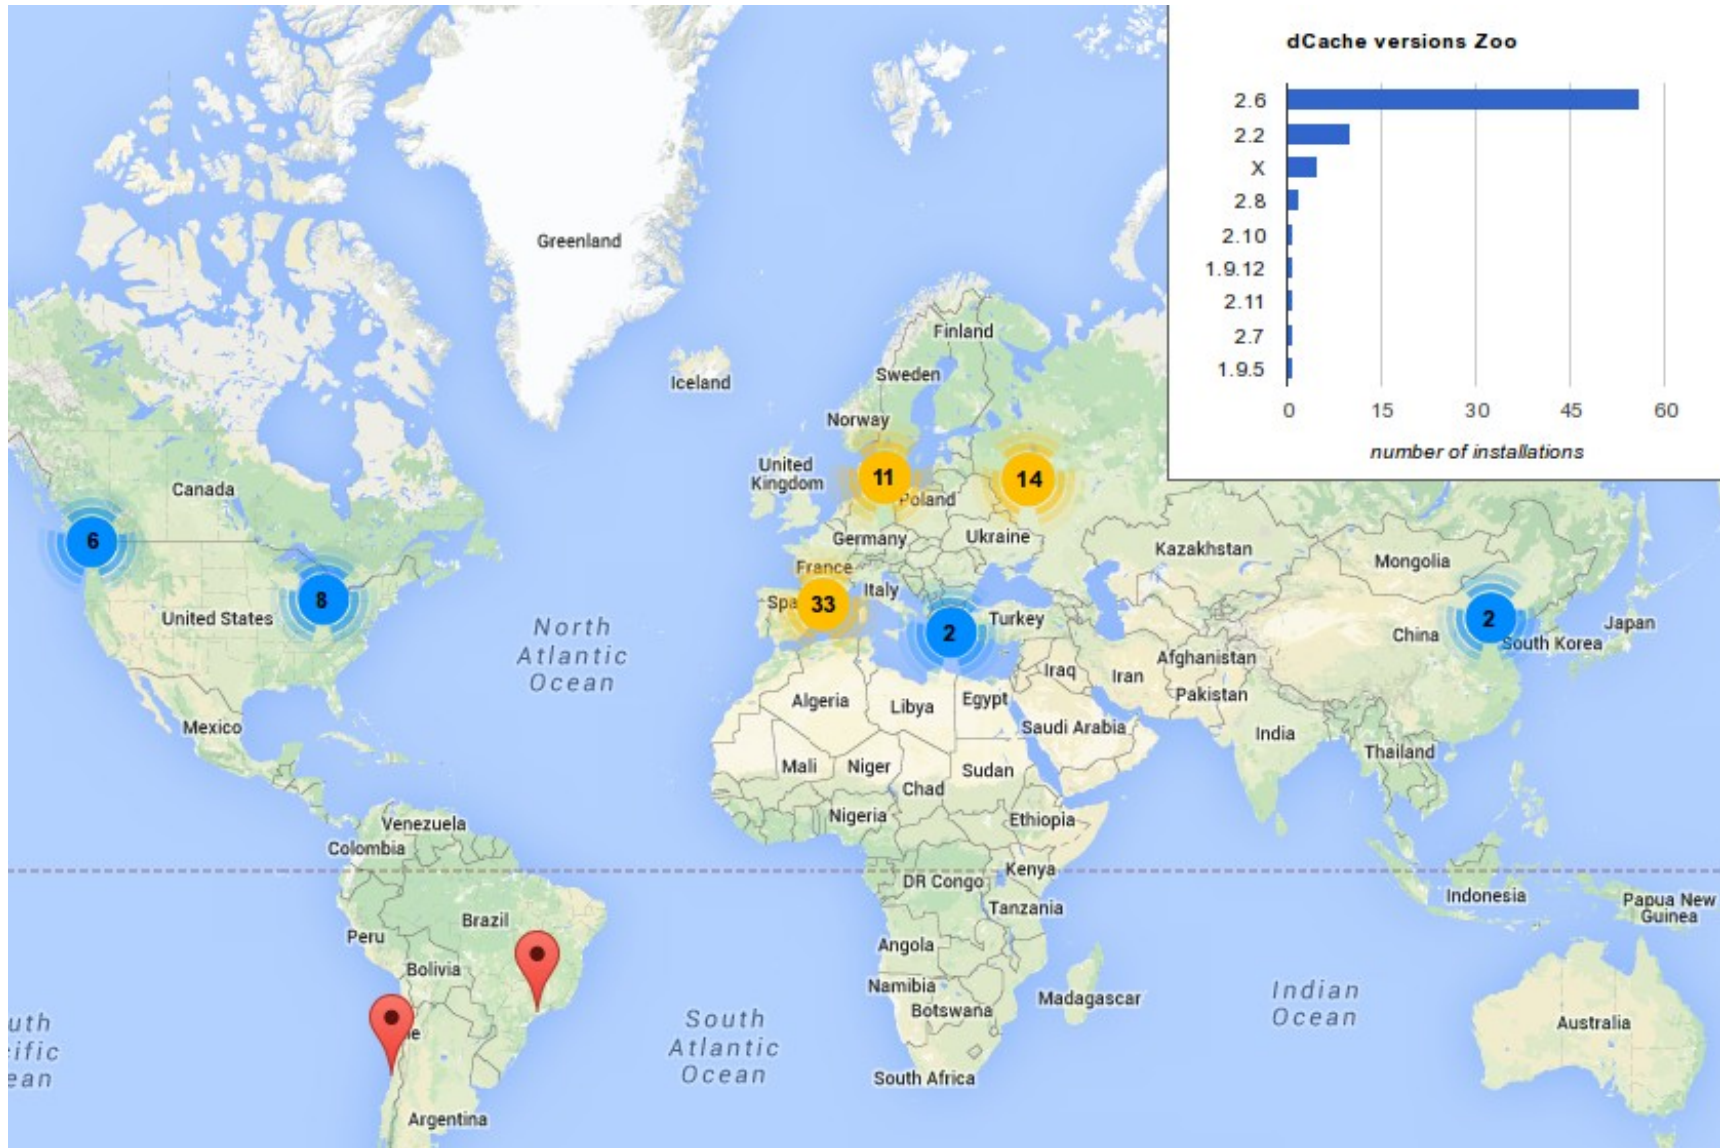 dCache versions Zoo
2.6
2.2
X
2.8
2.10
1.9.12
2.11
2.7
1.9.5
0 15 30 45 60
number of installations
Greenland
Finland
Iceland
Sweden
Norway
United
Kingdom
11
14
Poland
Canada
6
Germany
Ukraine
Kazakhstan
Mongolia
France
Italy
8
Spa
33
United States
2
Turkey
2
China
South Korea
Japan
North
Atlantic
Ocean
Iraq
Iran
Afghanistan
Pakistan
Algeria
Libya
Egypt
Saudi Arabia
Mexico
India
Thailand
Mali
Niger
Chad
Sudan
Nigeria
Ethiopia
Venezuela
Colombia
Kenya
DR Congo
Tanzania
Indonesia
Papua New
Guinea
Brazil
Peru
Bolivia
Angola
Namibia
Botswana
Madagascar
Indian
Ocean
Australia
le
uth
ific
ean
South
Atlantic
Ocean
South Africa
Argentina